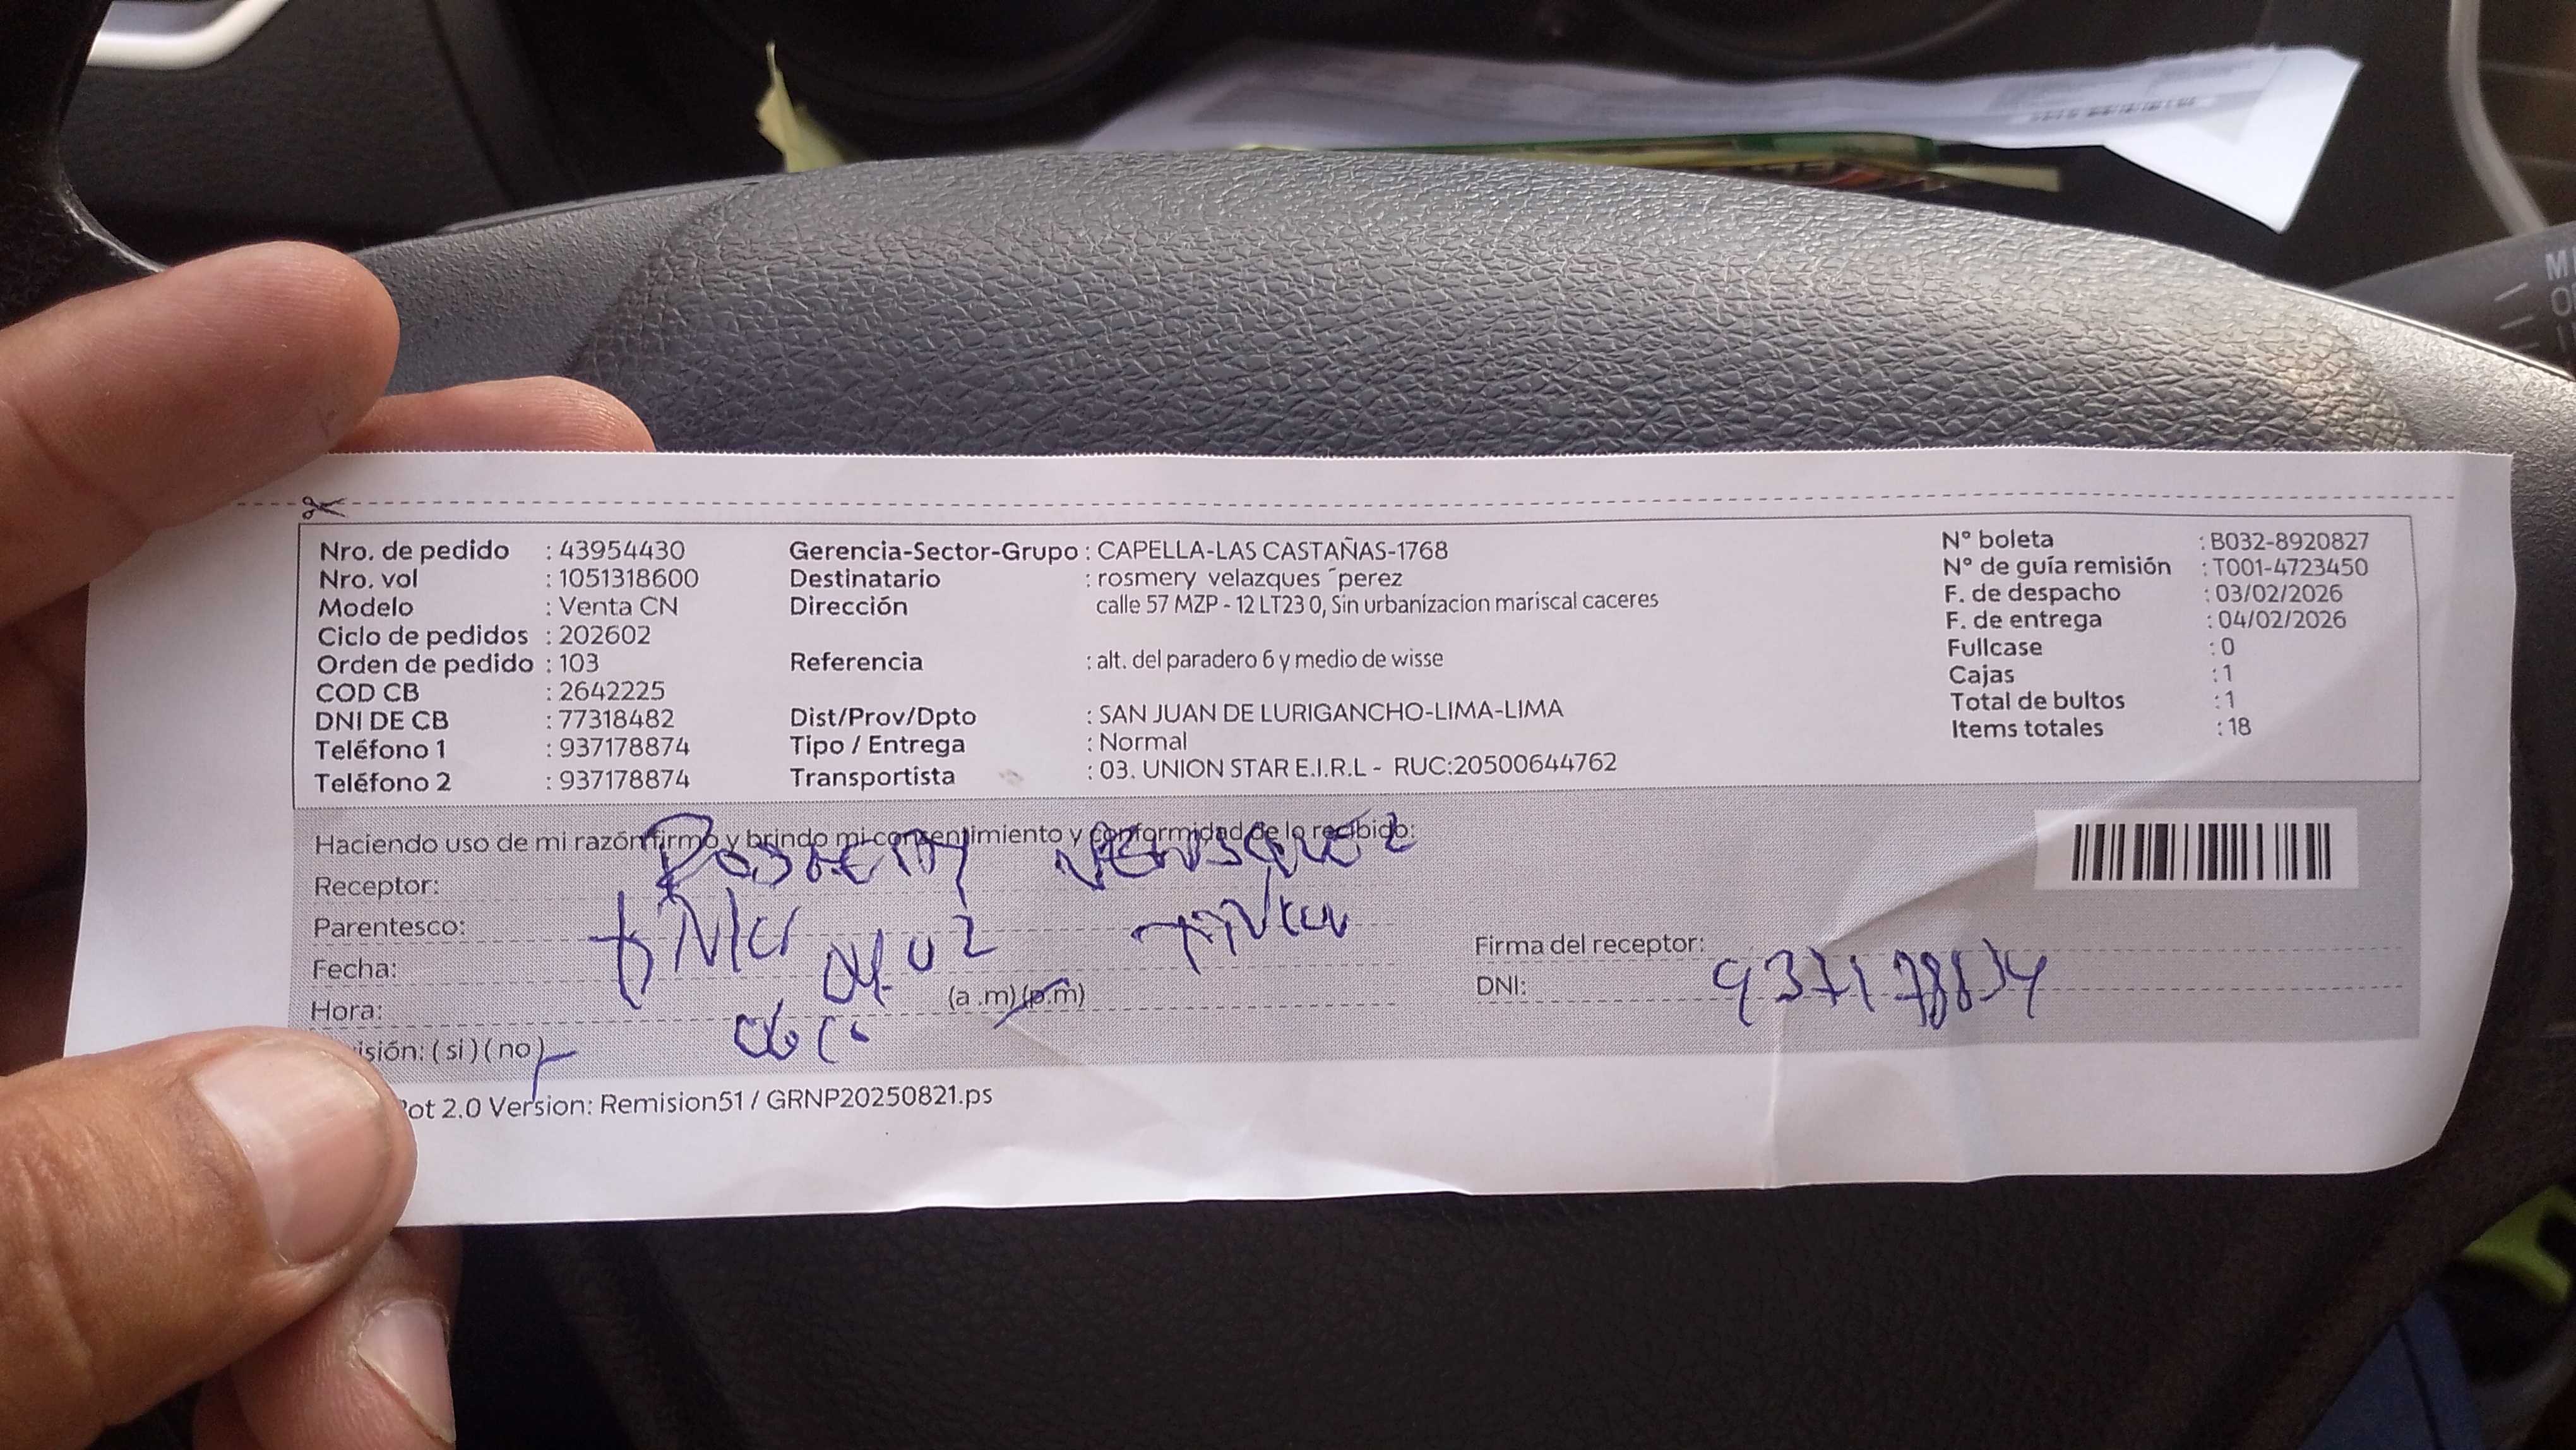 Nro. de pedido : 43954430
Nro. vol : 1051318600
Modelo : Venta CN
Ciclo de pedidos : 202602
Orden de pedido : 103
COD CB : 2642225
DNI DE CB : 77318482
Teléfono 1 : 937178874
Teléfono 2 : 937178874
Gerencia-Sector-Grupo : CAPELLA-LAS CASTAÑAS-1768
Destinatario : rosmery velazques ´perez
Dirección calle 57 MZP - 12 LT23 0, Sin urbanizacion mariscal caceres
Referencia : alt. del paradero 6 y medio de wisse
Dist/Prov/Dpto : SAN JUAN DE LURIGANCHO-LIMA-LIMA
Tipo / Entrega : Normal
Transportista : 03. UNION STAR E.I.R.L - RUC:20500644762
N° boleta : B032-8920827
N° de guía remisión : T001-4723450
F. de despacho : 03/02/2026
F. de entrega : 04/02/2026
Fullcase : 0
Cajas : 1
Total de bultos : 1
Items totales : 18
Haciendo uso de mi razón firmo y brindo mi consentimiento y conformidad de lo recibido:
Receptor:
Parentesco:
Fecha: 04 02
Hora: (a .m) (p.m)
isión: ( si ) ( no )
Firma del receptor:
DNI: 937178874
ot 2.0 Version: Remision51 / GRNP20250821.ps